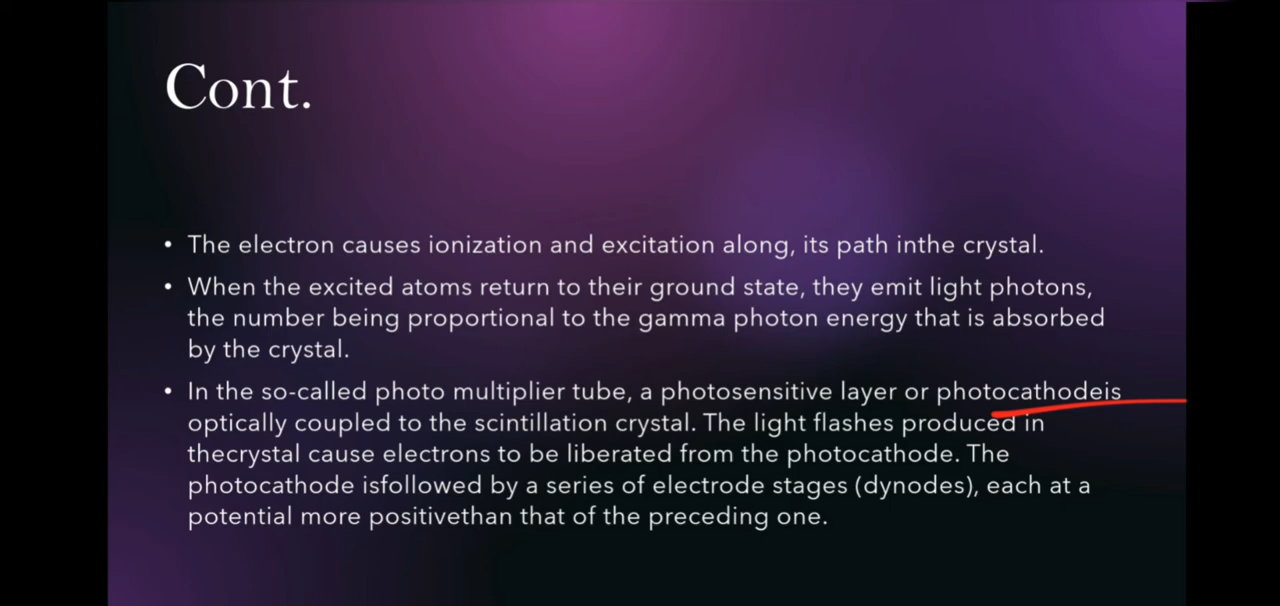 Cont.
• The electron causes ionization and excitation along, its path inthe crystal.
• When the excited atoms return to their ground state, they emit light photons,
the number being proportional to the gamma photon energy that is absorbed
by the crystal.
• In the so-called photo multiplier tube, a photosensitive layer or photocathodeis
optically coupled to the scintillation crystal. The light flashes produced in
thecrystal cause electrons to be liberated from the photocathode. The
photocathode isfollowed by a series of electrode stages (dynodes), each at a
potential more positivethan that of the preceding one.